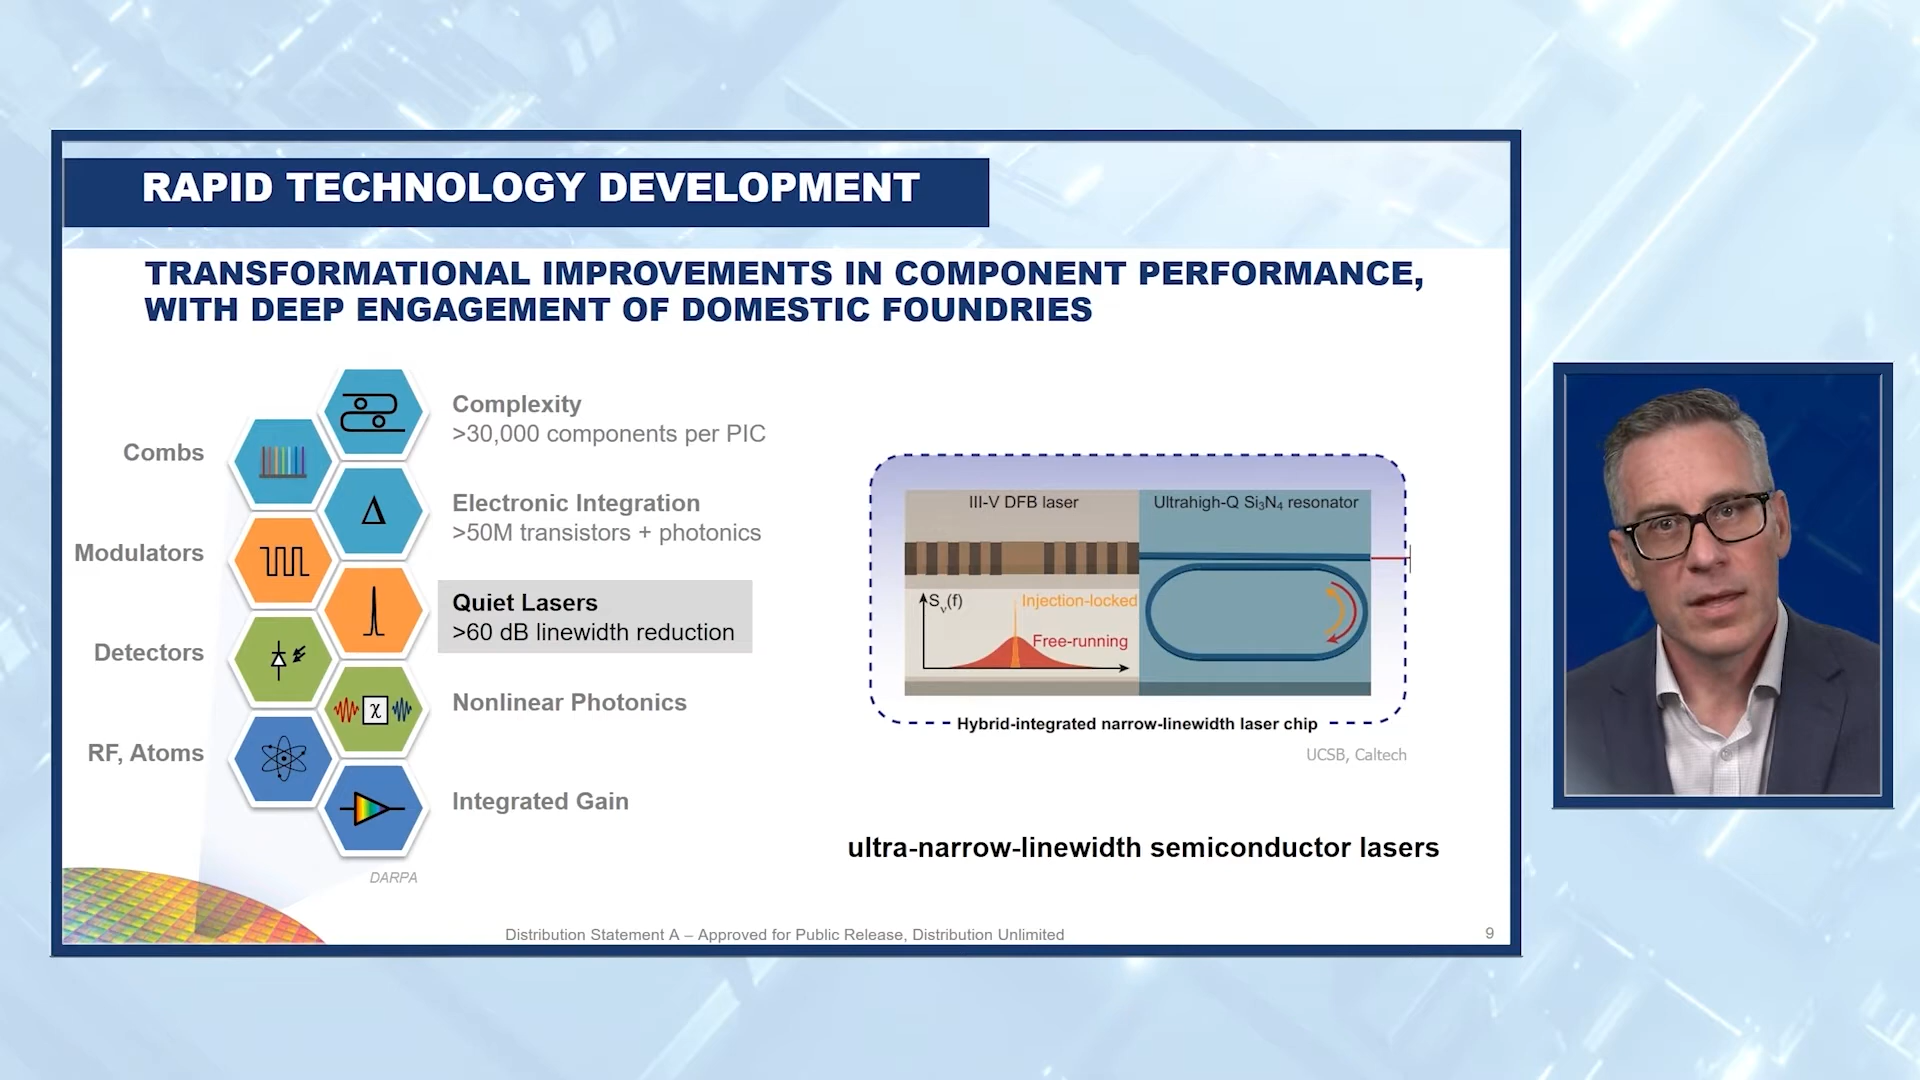 RAPID TECHNOLOGY DEVELOPMENT
TRANSFORMATIONAL IMPROVEMENTS IN COMPONENT PERFORMANCE,
WITH DEEP ENGAGEMENT OF DOMESTIC FOUNDRIES
Combs
Modulators
Detectors
RF, Atoms
Δ
χ
Complexity
>30,000 components per PIC
Electronic Integration
>50M transistors + photonics
Quiet Lasers
>60 dB linewidth reduction
Nonlinear Photonics
Integrated Gain
DARPA
III-V DFB laser
Ultrahigh-Q Si₃N₄ resonator
Sᵥ(f)
Injection-locked
Free-running
Hybrid-integrated narrow-linewidth laser chip
UCSB, Caltech
ultra-narrow-linewidth semiconductor lasers
Distribution Statement A – Approved for Public Release, Distribution Unlimited
9